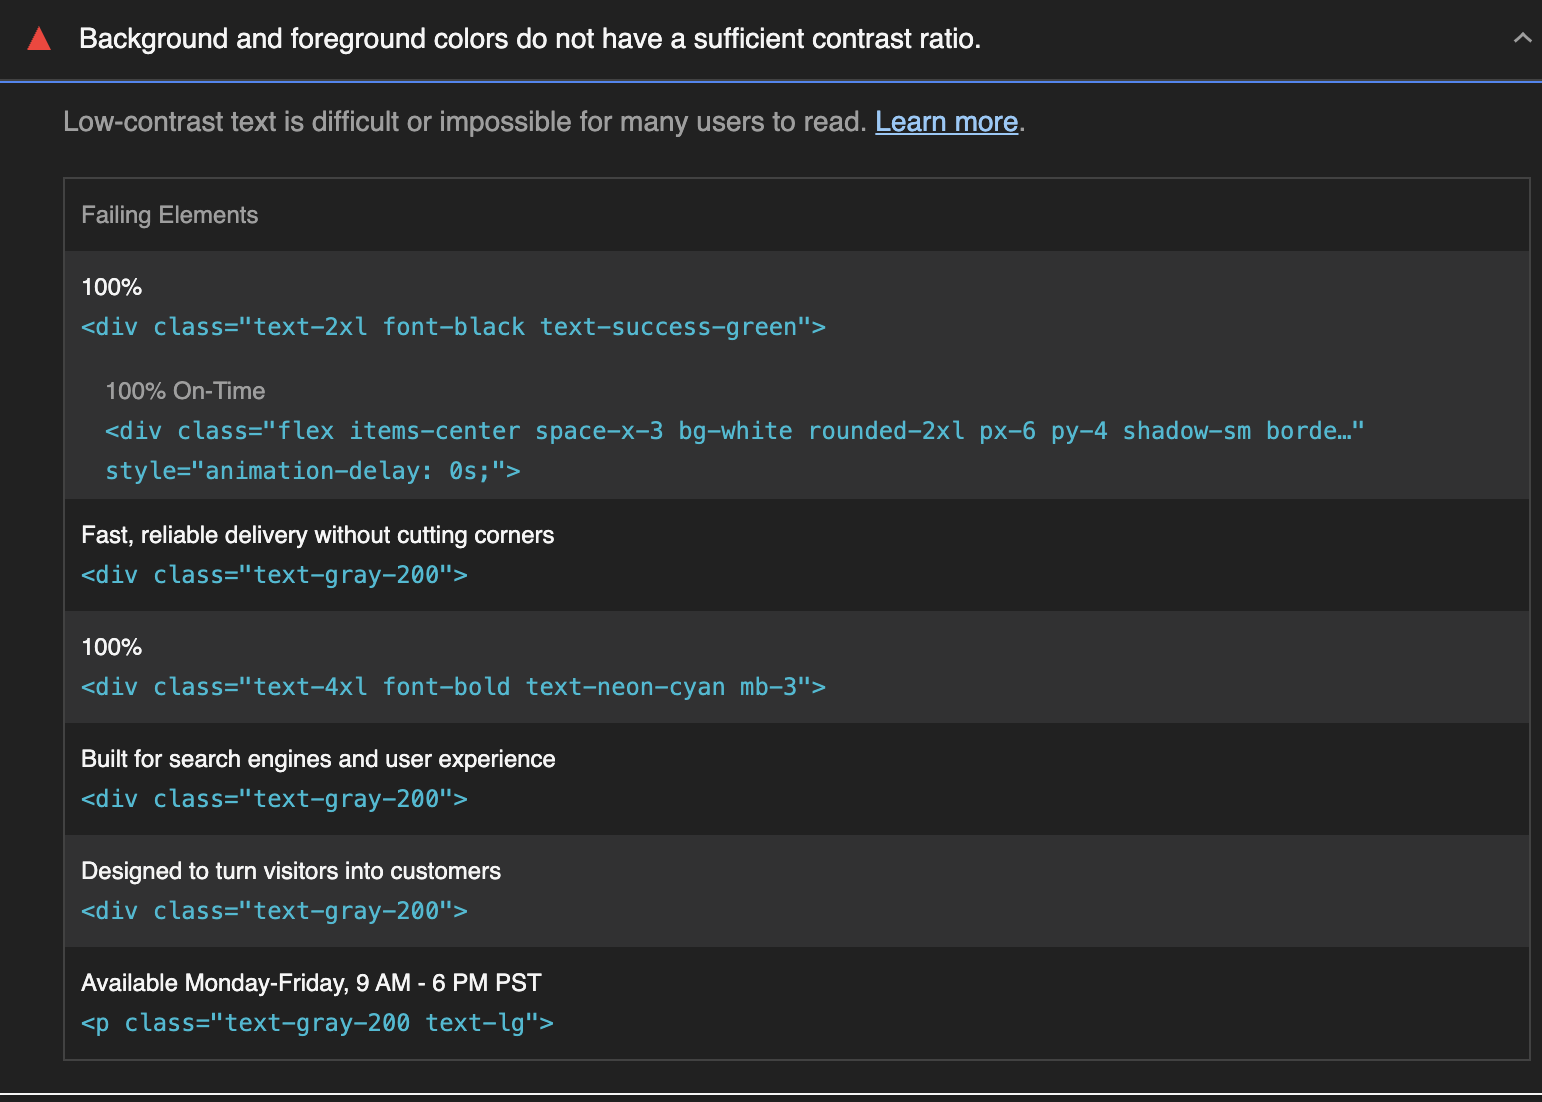 Background and foreground colors do not have a sufficient contrast ratio.
Low-contrast text is difficult or impossible for many users to read. Learn more.
Failing Elements
100%
<div class="text-2xl font-black text-success-green">
100% On-Time
<div class="flex items-center space-x-3 bg-white rounded-2xl px-6 py-4 shadow-sm borde…"
style="animation-delay: 0s;">
Fast, reliable delivery without cutting corners
<div class="text-gray-200">
100%
<div class="text-4xl font-bold text-neon-cyan mb-3">
Built for search engines and user experience
<div class="text-gray-200">
Designed to turn visitors into customers
<div class="text-gray-200">
Available Monday-Friday, 9 AM - 6 PM PST
<p class="text-gray-200 text-lg">